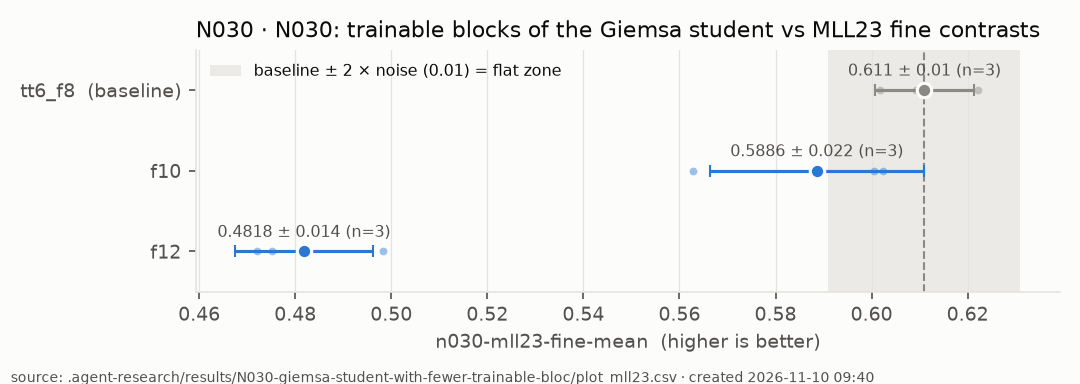 N030 · N030: trainable blocks of the Giemsa student vs MLL23 fine contrasts
baseline ± 2 × noise (0.01) = flat zone
0.611 ± 0.01 (n=3)
tt6_f8 (baseline)
0.5886 ± 0.022 (n=3)
f10
0.4818 ± 0.014 (n=3)
f12
0.46 0.48 0.50 0.52 0.54 0.56 0.58 0.60 0.62
n030-mll23-fine-mean (higher is better)
source: .agent-research/results/N030-giemsa-student-with-fewer-trainable-bloc/plot_mll23.csv · created 2026-11-10 09:40